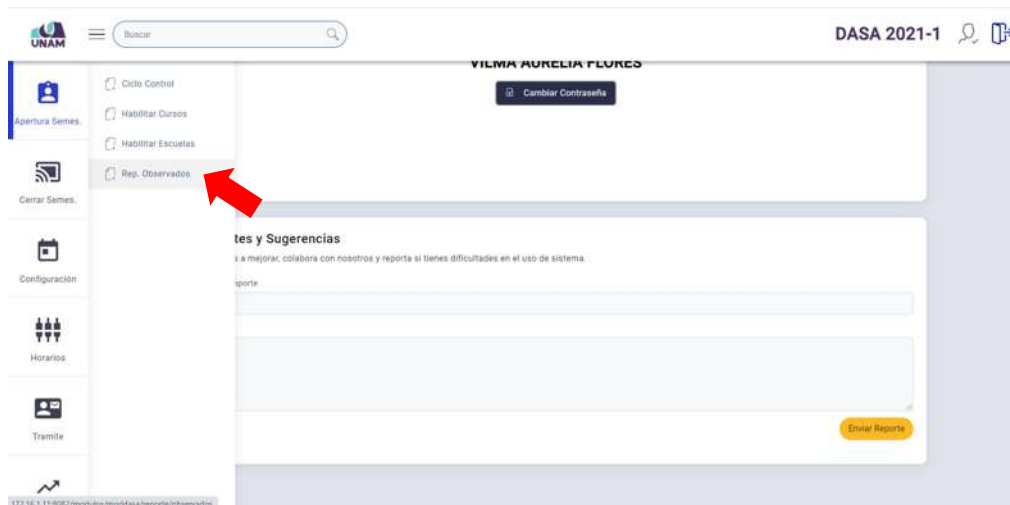 UNAM
Buscar
DASA 2021-1
VILMA AURELIA FLORES
Cambiar Contraseña
Apertura Semes.
Cerrar Semes.
Configuración
Horarios
Tramite
Ciclo Control
Habilitar Cursos
Habilitar Escuelas
Rep. Observados
tes y Sugerencias
s a mejorar, colabora con nosotros y reporta si tienes dificultades en el uso de sistema.
eporte
Enviar Reporte